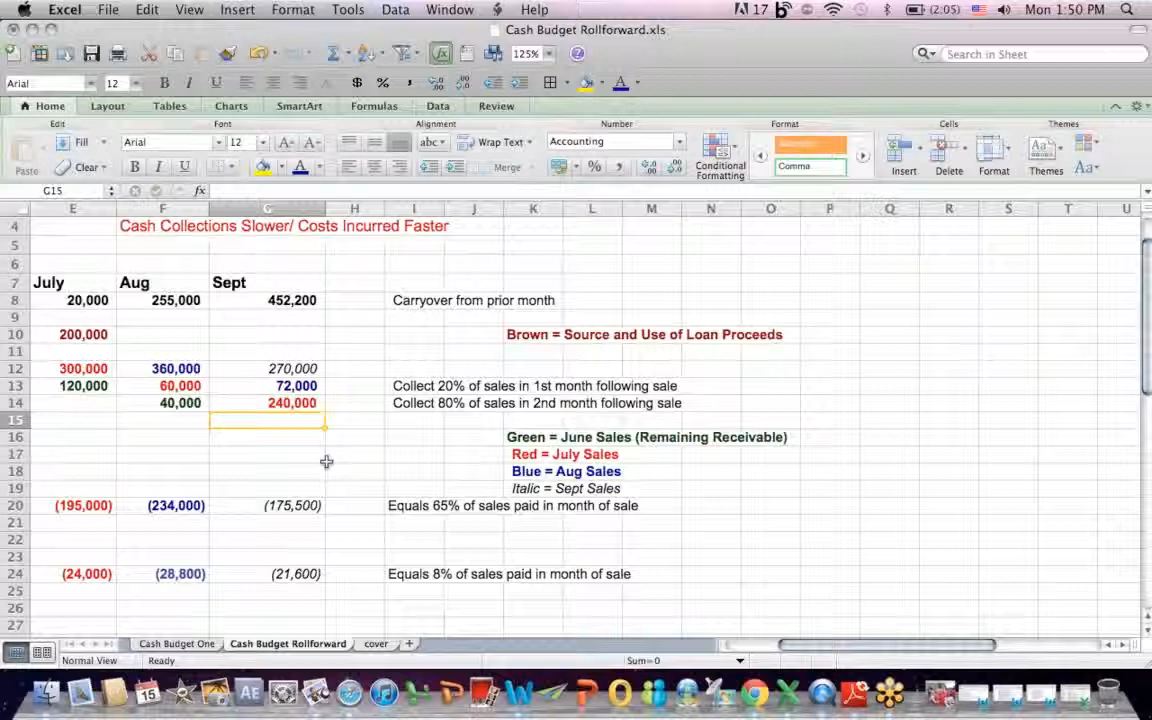 Excel File Edit View Insert Format Tools Data Window Help 17 (2:05) Mon 1:50 PM
Cash Budget Rollforward.xls
125% Search in Sheet
Arial 12 B I U $ % ,
Home Layout Tables Charts SmartArt Formulas Data Review
Edit Font Alignment Number Format Cells Themes
Fill Arial 12 A A abc Wrap Text Accounting
Paste Clear B I U A Merge % , Conditional Formatting Comma Insert Delete Format Themes Aa
G15 fx
E F G H I J K L M N O P Q R S T U
4 Cash Collections Slower/ Costs Incurred Faster
5
6
7 July Aug Sept
8 20,000 255,000 452,200 Carryover from prior month
9
10 200,000 Brown = Source and Use of Loan Proceeds
11
12 300,000 360,000 270,000
13 120,000 60,000 72,000 Collect 20% of sales in 1st month following sale
14 40,000 240,000 Collect 80% of sales in 2nd month following sale
15
16 Green = June Sales (Remaining Receivable)
17 Red = July Sales
18 Blue = Aug Sales
19 Italic = Sept Sales
20 (195,000) (234,000) (175,500) Equals 65% of sales paid in month of sale
21
22
23
24 (24,000) (28,800) (21,600) Equals 8% of sales paid in month of sale
25
26
27
Cash Budget One Cash Budget Rollforward cover +
Normal View Ready Sum=0
15 AE